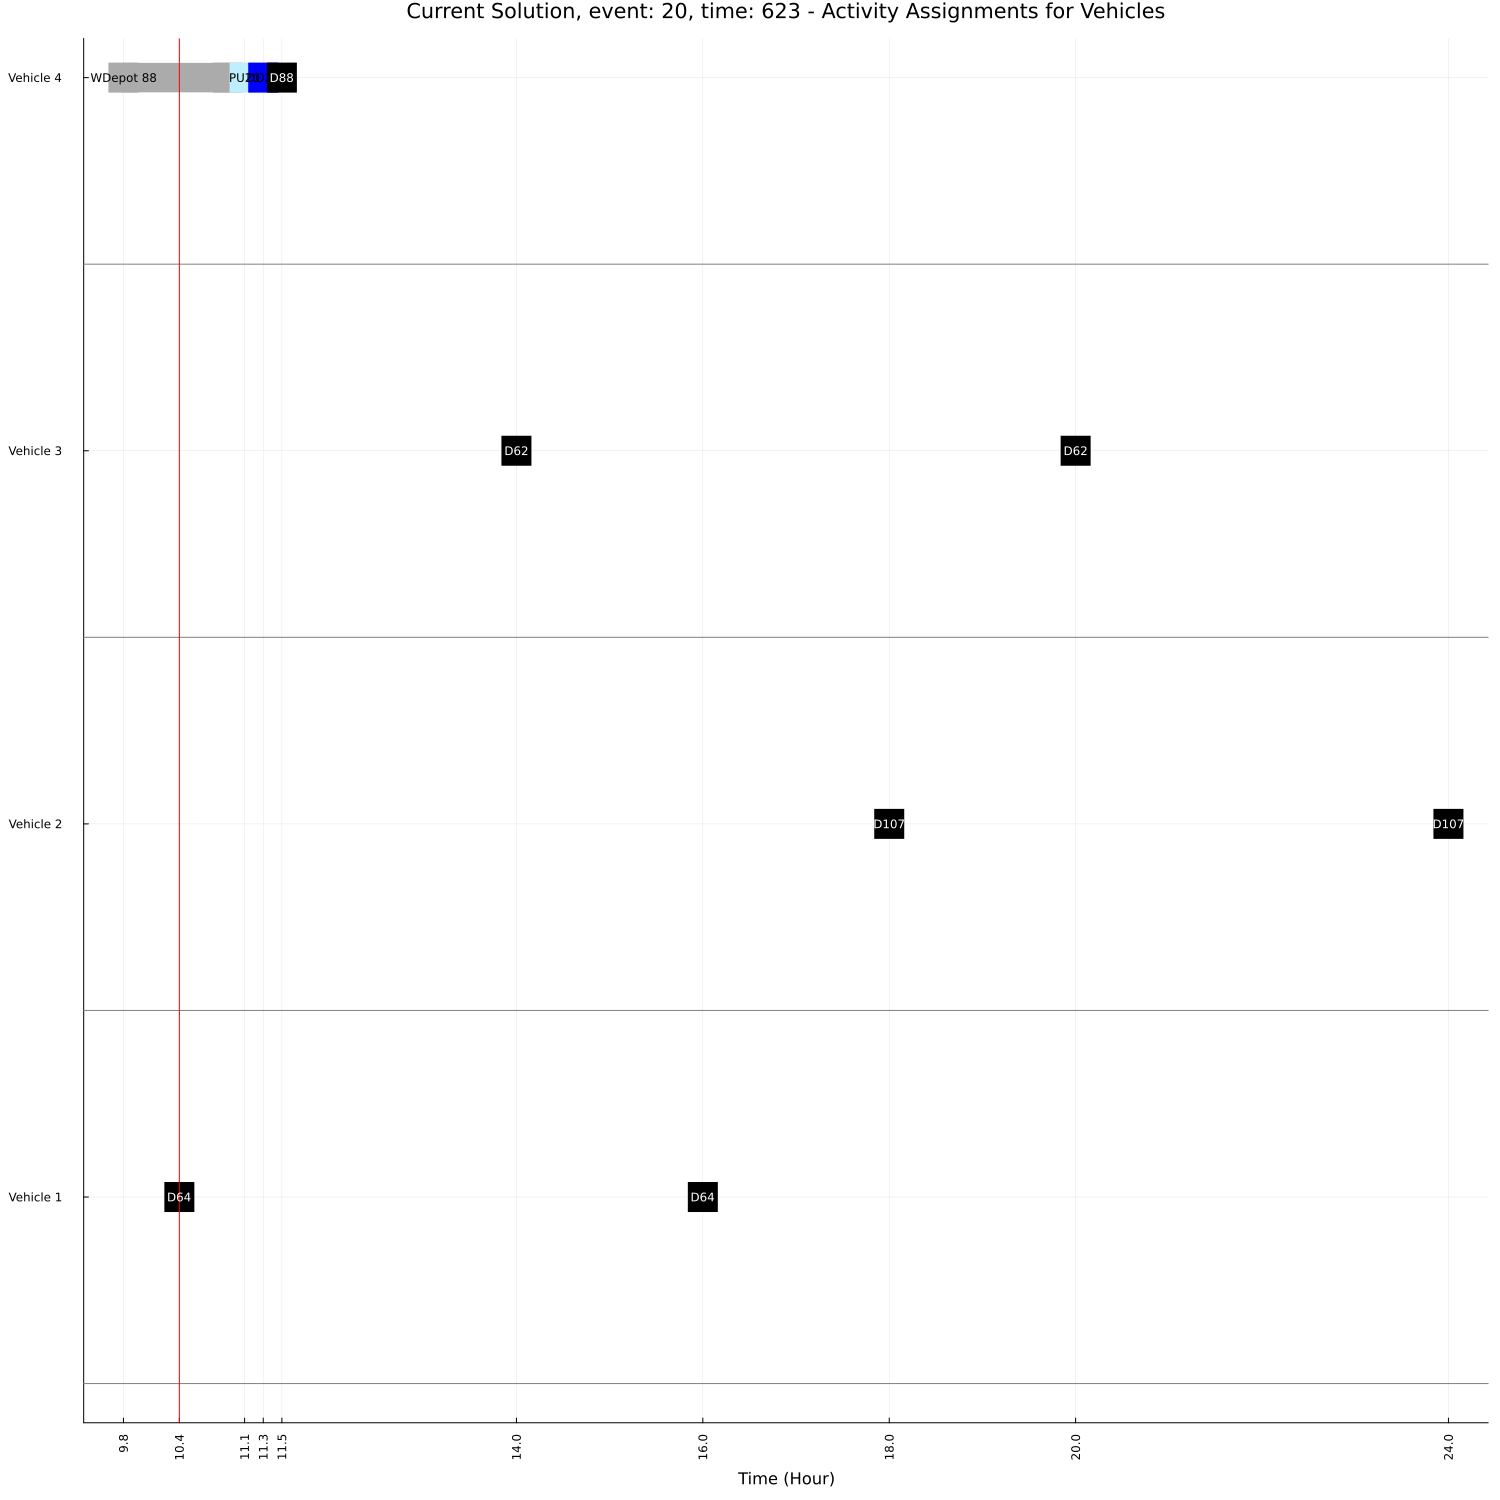 Current Solution, event: 20, time: 623 - Activity Assignments for Vehicles
Vehicle 4
WDepot 88
D88
Vehicle 3
D62
D62
Vehicle 2
D107
D107
Vehicle 1
D64
D64
9.8
10.4
11.1
11.3
11.5
14.0
16.0
18.0
20.0
24.0
Time (Hour)